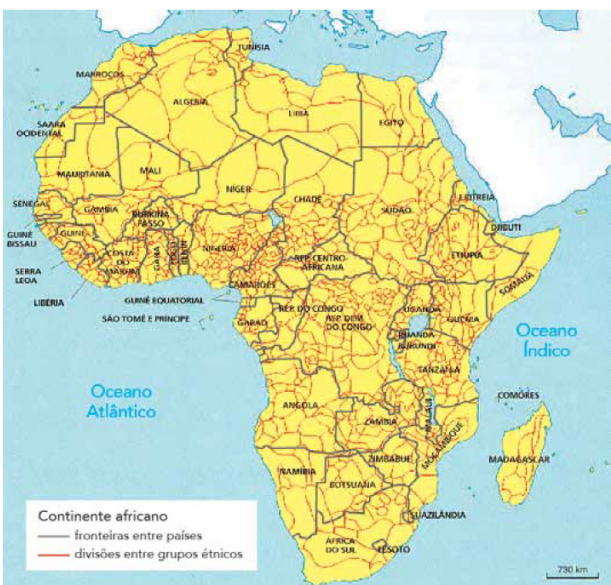 TUNÍSIA
MARROCOS
ARGÉLIA
LÍBIA
EGITO
SAARA
OCIDENTAL
MAURITÂNIA
MALI
NÍGER
CHADE
SUDÃO
ERITREIA
DJIBUTI
SENEGAL
GÂMBIA
BURKINA
FASSO
GUINÉ
BISSAU
GUINÉ
NIGÉRIA
ETIÓPIA
SOMÁLIA
SERRA
LEOA
COSTA
DO
MARFIM
GANA
TOGO
BENIN
REP. CENTRO
AFRICANA
LIBÉRIA
CAMARÕES
GUINÉ EQUATORIAL
SÃO TOMÉ E PRÍNCIPE
GABÃO
REP. DO CONGO
REP. DEM.
DO CONGO
UGANDA
QUÊNIA
RUANDA
BURUNDI
TANZÂNIA
Oceano
Índico
Oceano
Atlântico
COMORES
ANGOLA
ZÂMBIA
MALAUÍ
MOÇAMBIQUE
MADAGASCAR
ZIMBÁBUE
NAMÍBIA
BOTSUANA
SUAZILÂNDIA
ÁFRICA
DO SUL
LESOTO
Continente africano
fronteiras entre países
divisões entre grupos étnicos
730 km